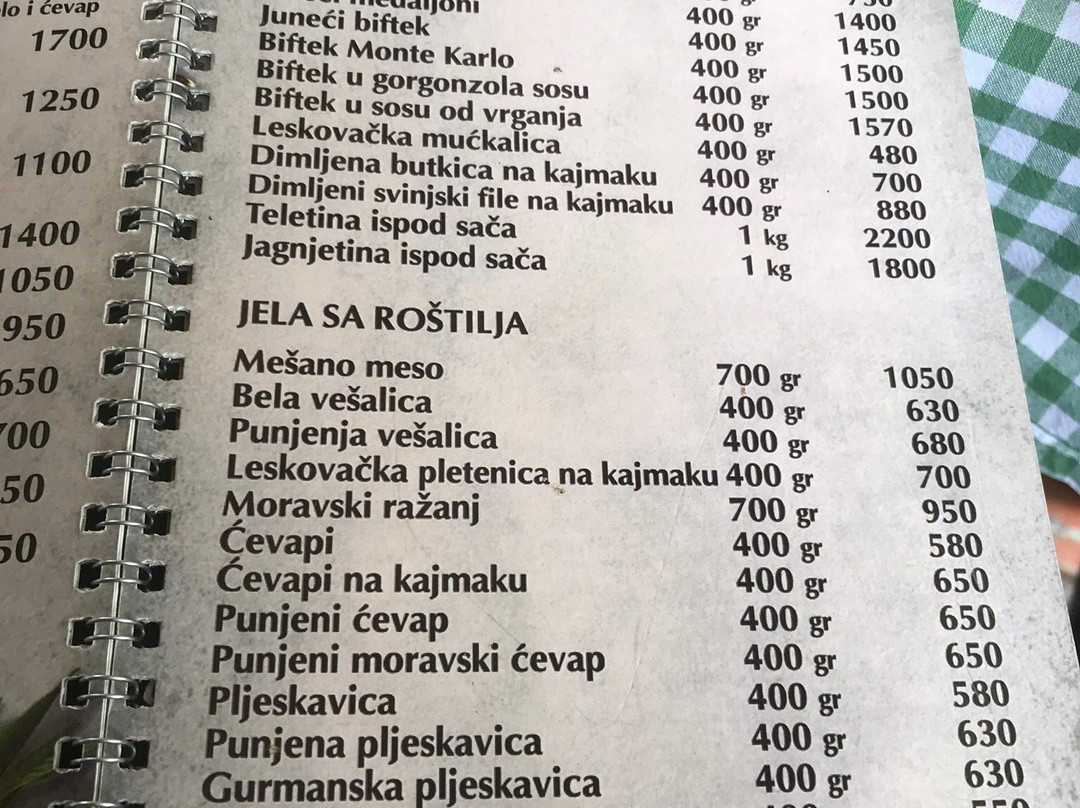 i ćevap
1700
1250
1100
1400
1050
950
650
700
50
50
400 gr 1400
Juneći biftek 400 gr 1450
Biftek Monte Karlo 400 gr 1500
Biftek u gorgonzola sosu 400 gr 1500
Biftek u sosu od vrganja 400 gr 1570
Leskovačka mućkalica 400 gr 480
Dimljena butkica na kajmaku 400 gr 700
Dimljeni svinjski file na kajmaku 400 gr 880
Teletina ispod sača 1 kg 2200
Jagnjetina ispod sača 1 kg 1800
JELA SA ROŠTILJA
Mešano meso 700 gr 1050
Bela vešalica 400 gr 630
Punjenja vešalica 400 gr 680
Leskovačka pletenica na kajmaku 400 gr 700
Moravski ražanj 700 gr 950
Ćevapi 400 gr 580
Ćevapi na kajmaku 400 gr 650
Punjeni ćevap 400 gr 650
Punjeni moravski ćevap 400 gr 650
Pljeskavica 400 gr 580
Punjena pljeskavica 400 gr 630
Gurmanska pljeskavica 400 gr 630